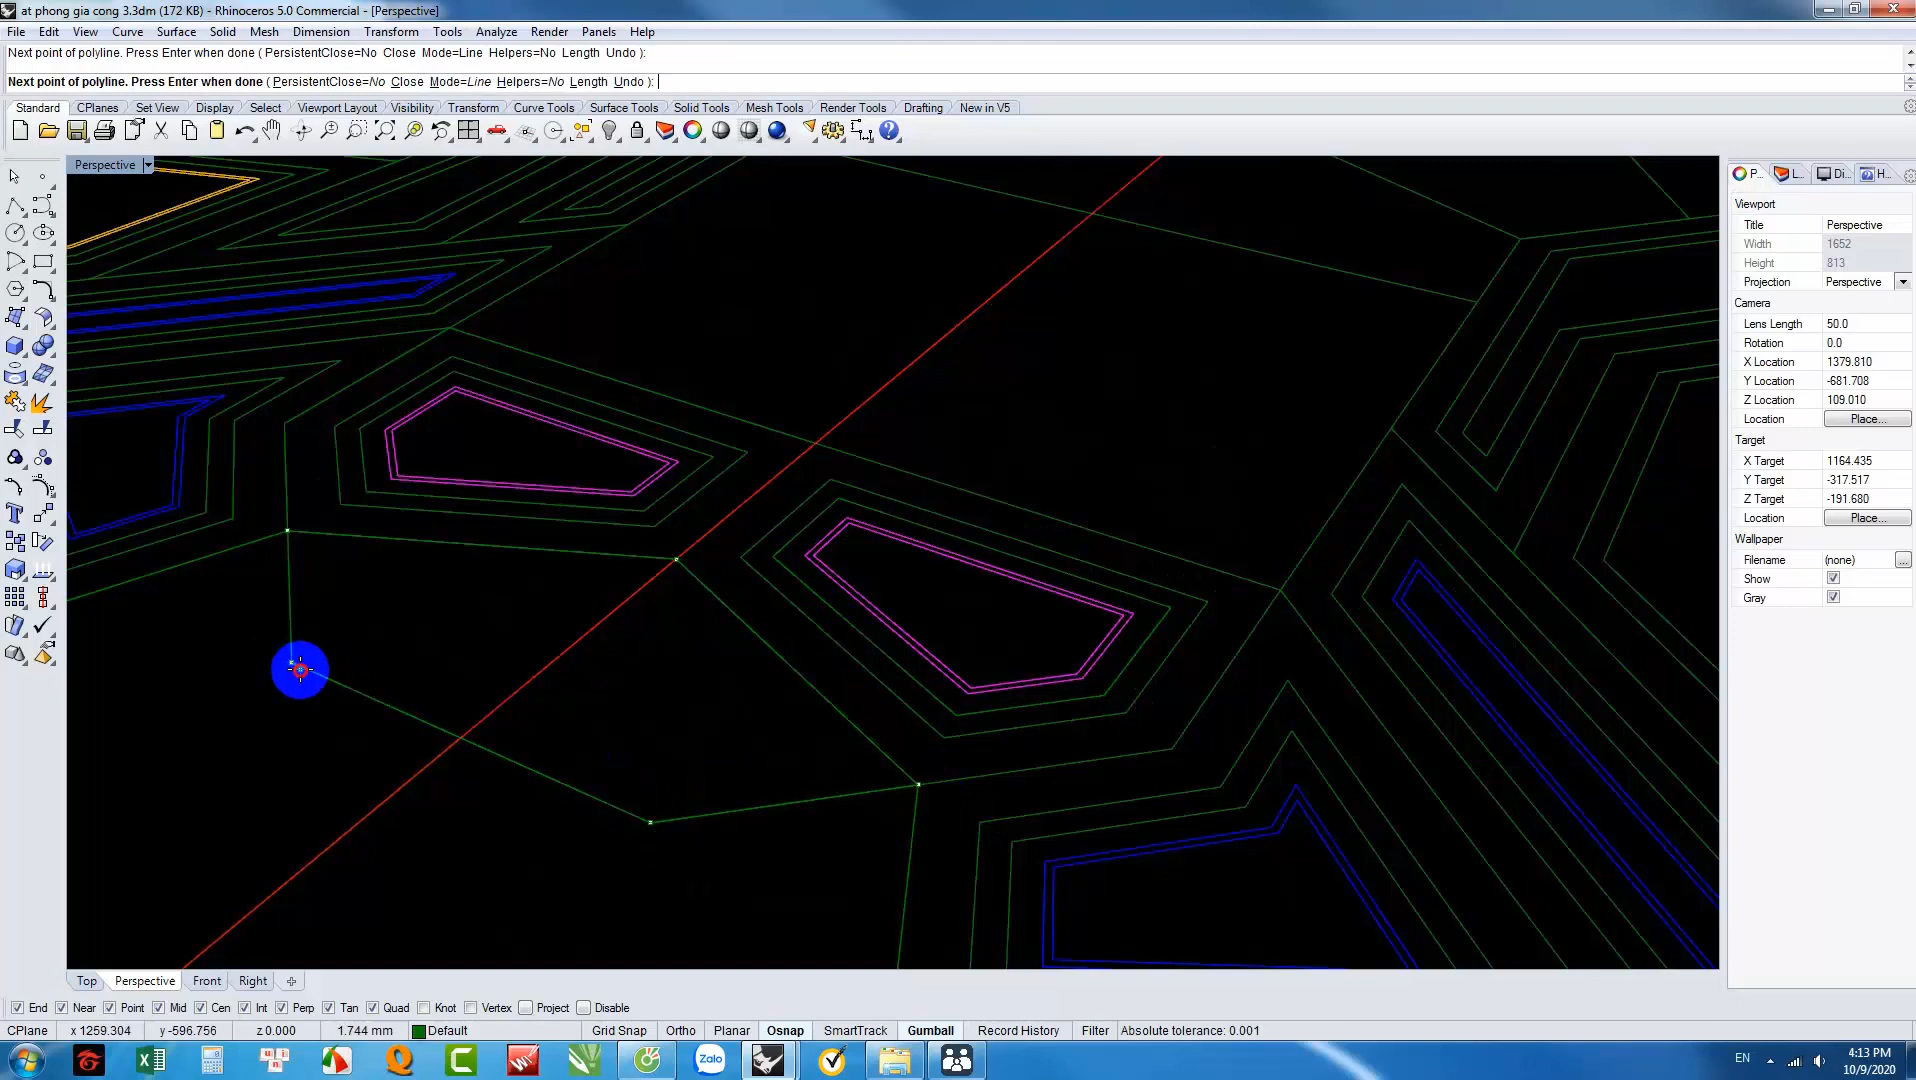 at phong gia cong 3.3dm (172 KB) - Rhinoceros 5.0 Commercial - [Perspective]
File Edit View Curve Surface Solid Mesh Dimension Transform Tools Analyze Render Panels Help
Next point of polyline. Press Enter when done ( PersistentClose=No Close Mode=Line Helpers=No Length Undo ):
Next point of polyline. Press Enter when done ( PersistentClose=No Close Mode=Line Helpers=No Length Undo ):
Standard CPlanes Set View Display Select Viewport Layout Visibility Transform Curve Tools Surface Tools Solid Tools Mesh Tools Render Tools Drafting New in V5
Perspective
P... L... Di... H...
Viewport
Title Perspective
Width 1652
Height 813
Projection Perspective
Camera
Lens Length 50.0
Rotation 0.0
X Location 1379.810
Y Location -681.708
Z Location 109.010
Location Place...
Target
X Target 1164.435
Y Target -317.517
Z Target -191.680
Location Place...
Wallpaper
Filename (none) ...
Show
Gray
Top Perspective Front Right
End Near Point Mid Cen Int Perp Tan Quad Knot Vertex Project Disable
CPlane x 1259.304 y -596.756 z 0.000 1.744 mm Default Grid Snap Ortho Planar Osnap SmartTrack Gumball Record History Filter Absolute tolerance: 0.001
Zalo
EN
4:13 PM
10/9/2020